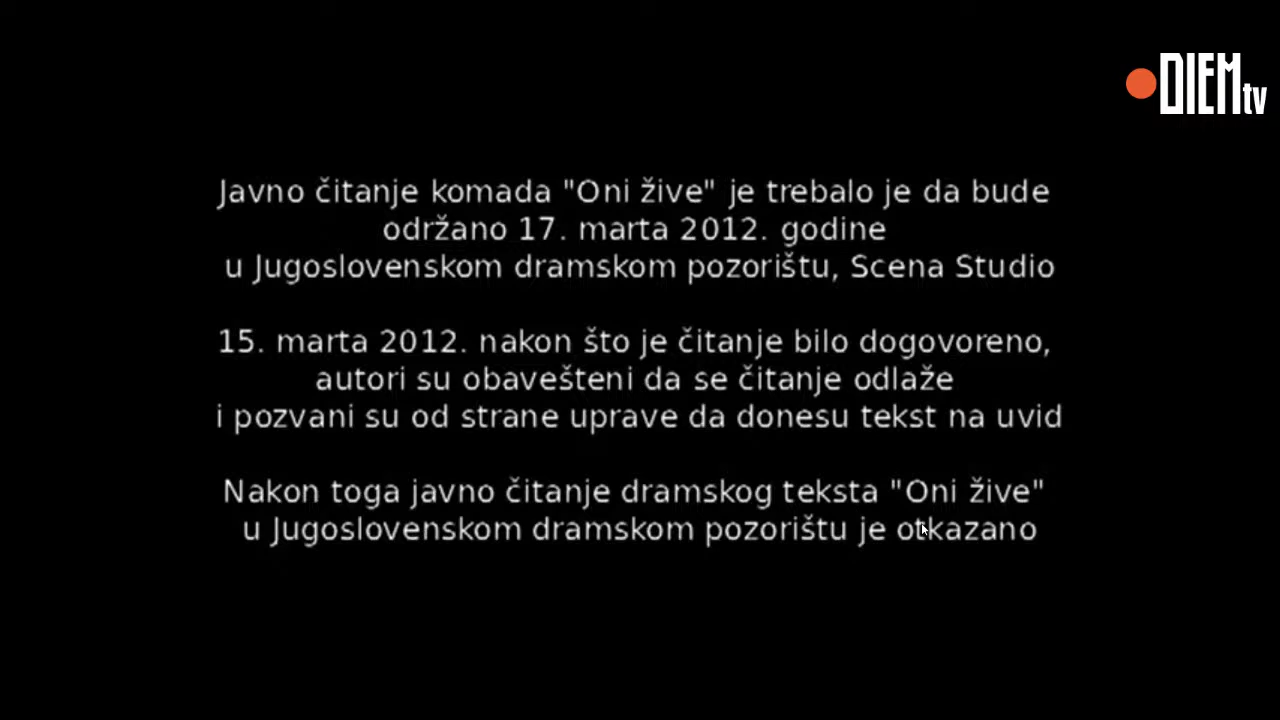 DIEMtv
Javno čitanje komada "Oni žive" je trebalo je da bude
održano 17. marta 2012. godine
u Jugoslovenskom dramskom pozorištu, Scena Studio
15. marta 2012. nakon što je čitanje bilo dogovoreno,
autori su obavešteni da se čitanje odlaže
i pozvani su od strane uprave da donesu tekst na uvid
Nakon toga javno čitanje dramskog teksta "Oni žive"
u Jugoslovenskom dramskom pozorištu je otkazano